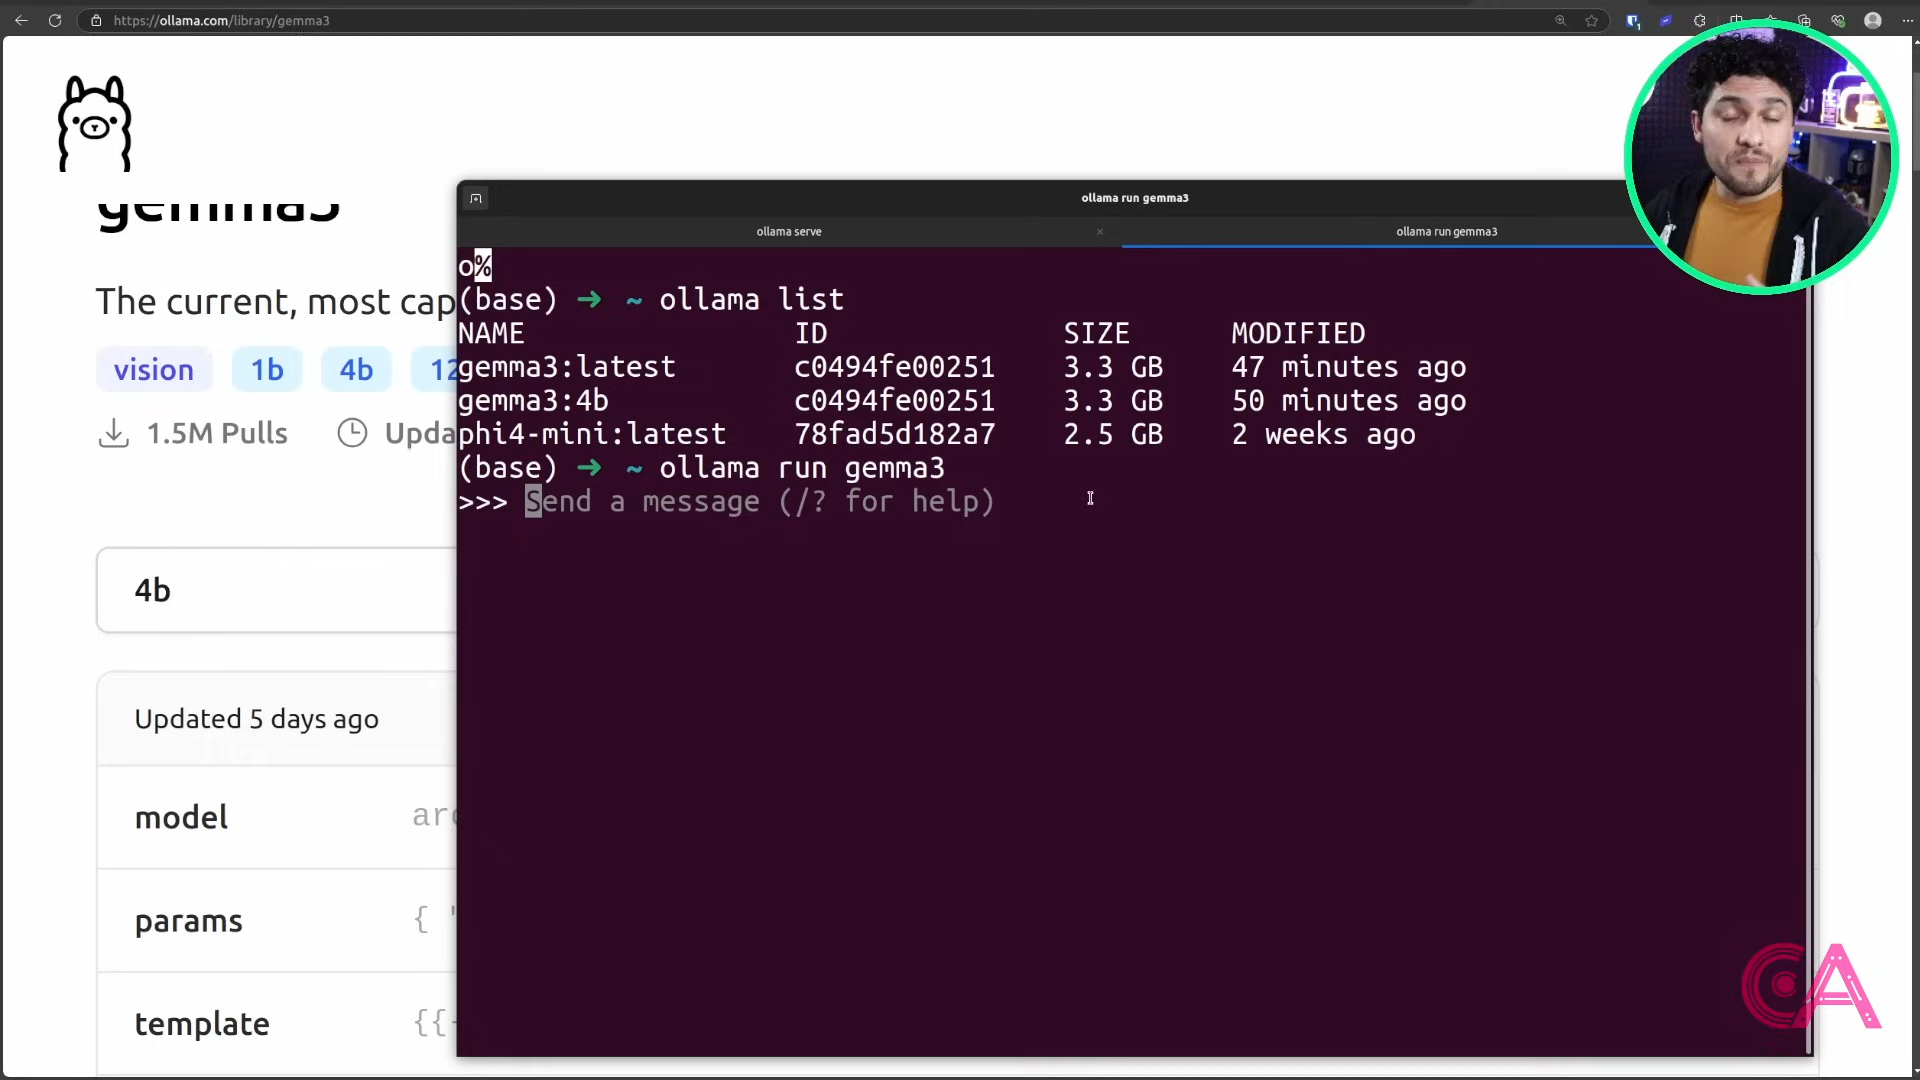 https://ollama.com/library/gemma3
gemma3
The current, most cap
vision 1b 4b 12
1.5M Pulls Upda
4b
Updated 5 days ago
model
params {
template {{-
ollama run gemma3
ollama serve ollama run gemma3
o%
(base) ➜ ~ ollama list
NAME ID SIZE MODIFIED
gemma3:latest c0494fe00251 3.3 GB 47 minutes ago
gemma3:4b c0494fe00251 3.3 GB 50 minutes ago
phi4-mini:latest 78fad5d182a7 2.5 GB 2 weeks ago
(base) ➜ ~ ollama run gemma3
>>> Send a message (/? for help)
CA